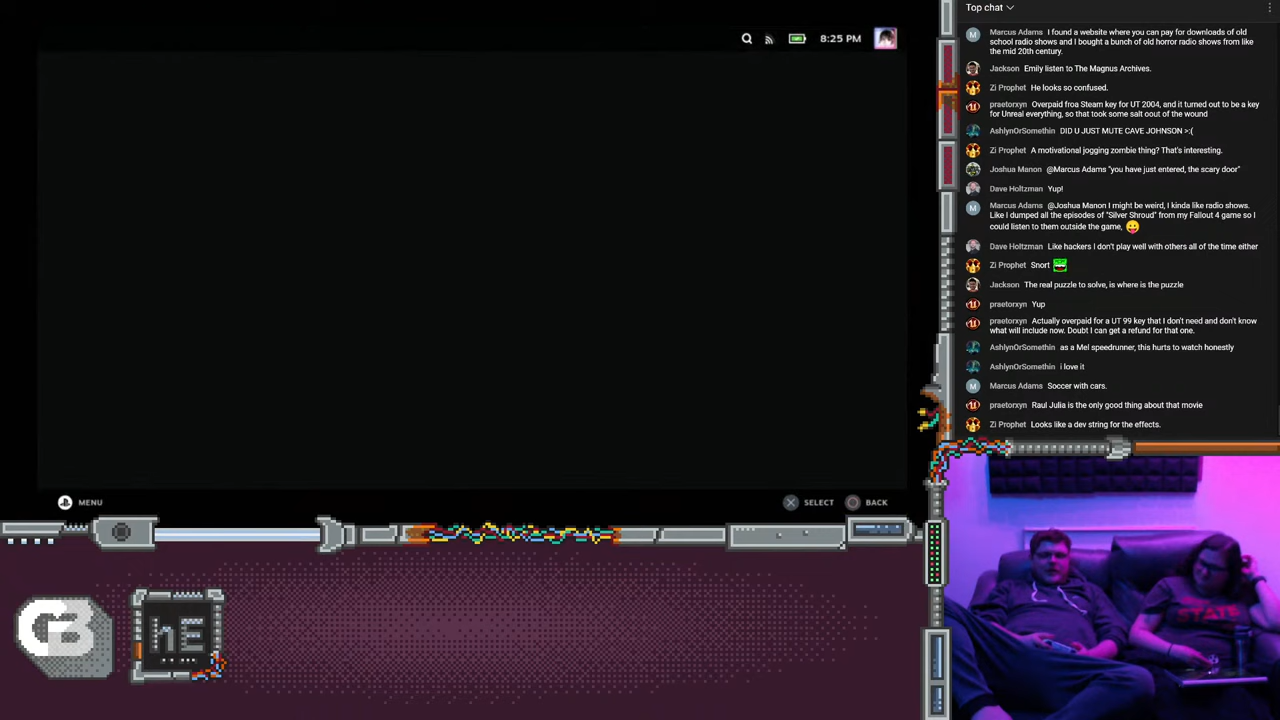 8:25 PM
MENU
SELECT
BACK
Top chat
Marcus Adams I found a website where you can pay for downloads of old
school radio shows and I bought a bunch of old horror radio shows from like
the mid 20th century.
Jackson Emily listen to The Magnus Archives.
Zi Prophet He looks so confused.
praetorxyn Overpaid froa Steam key for UT 2004, and it turned out to be a key
for Unreal everything, so that took some salt oout of the wound
AshlynOrSomethin DID U JUST MUTE CAVE JOHNSON >:(
Zi Prophet A motivational jogging zombie thing? That's interesting.
Joshua Manon @Marcus Adams "you have just entered, the scary door"
Dave Holtzman Yup!
Marcus Adams @Joshua Manon I might be weird, I kinda like radio shows.
Like I dumped all the episodes of "Silver Shroud" from my Fallout 4 game so I
could listen to them outside the game,
Dave Holtzman Like hackers I don't play well with others all of the time either
Zi Prophet Snort
Jackson The real puzzle to solve, is where is the puzzle
praetorxyn Yup
praetorxyn Actually overpaid for a UT 99 key that I don't need and don't know
what will include now. Doubt I can get a refund for that one.
AshlynOrSomethin as a Mel speedrunner, this hurts to watch honestly
AshlynOrSomethin i love it
Marcus Adams Soccer with cars.
praetorxyn Raul Julia is the only good thing about that movie
Zi Prophet Looks like a dev string for the effects.
GB
hE
STATE